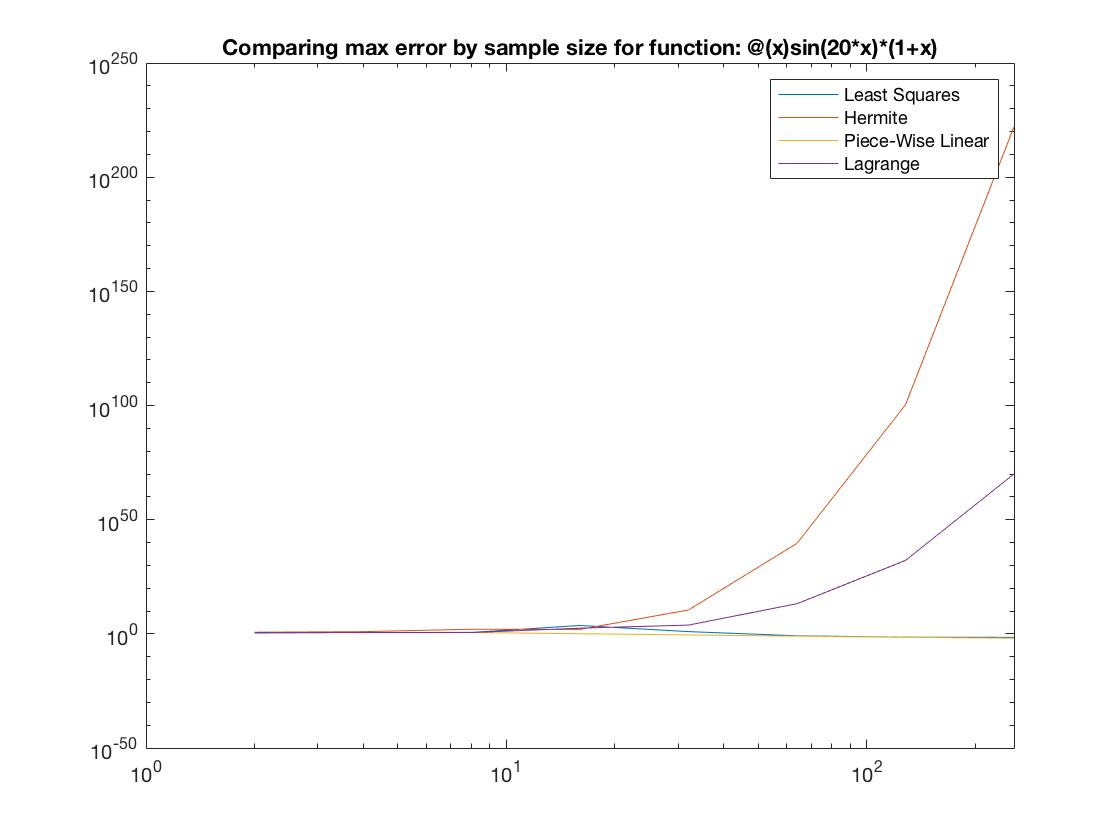 Comparing max error by sample size for function: @(x)sin(20*x)*(1+x)
10^250
Least Squares
Hermite
Piece-Wise Linear
Lagrange
10^200
10^150
10^100
10^50
10^0
10^-50
10^0 10^1 10^2